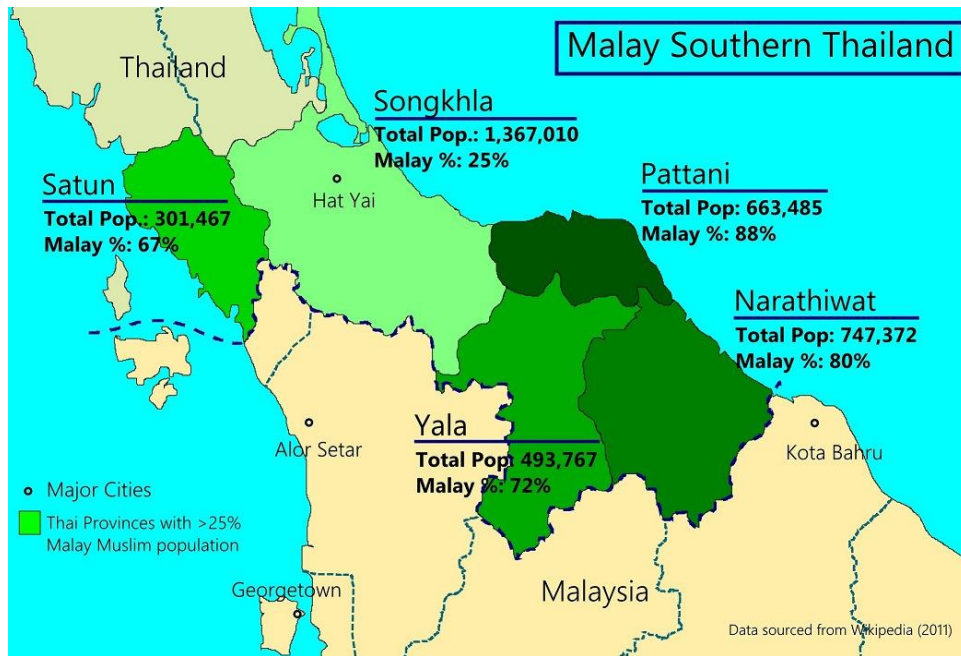 Malay Southern Thailand
Thailand
Songkhla
Total Pop.: 1,367,010
Malay %: 25%
Hat Yai
Satun
Total Pop.: 301,467
Malay %: 67%
Pattani
Total Pop: 663,485
Malay %: 88%
Narathiwat
Total Pop: 747,372
Malay %: 80%
Yala
Total Pop: 493,767
Malay %: 72%
Alor Setar
Kota Bahru
Major Cities
Thai Provinces with >25%
Malay Muslim population
Georgetown
Malaysia
Data sourced from Wikipedia (2011)